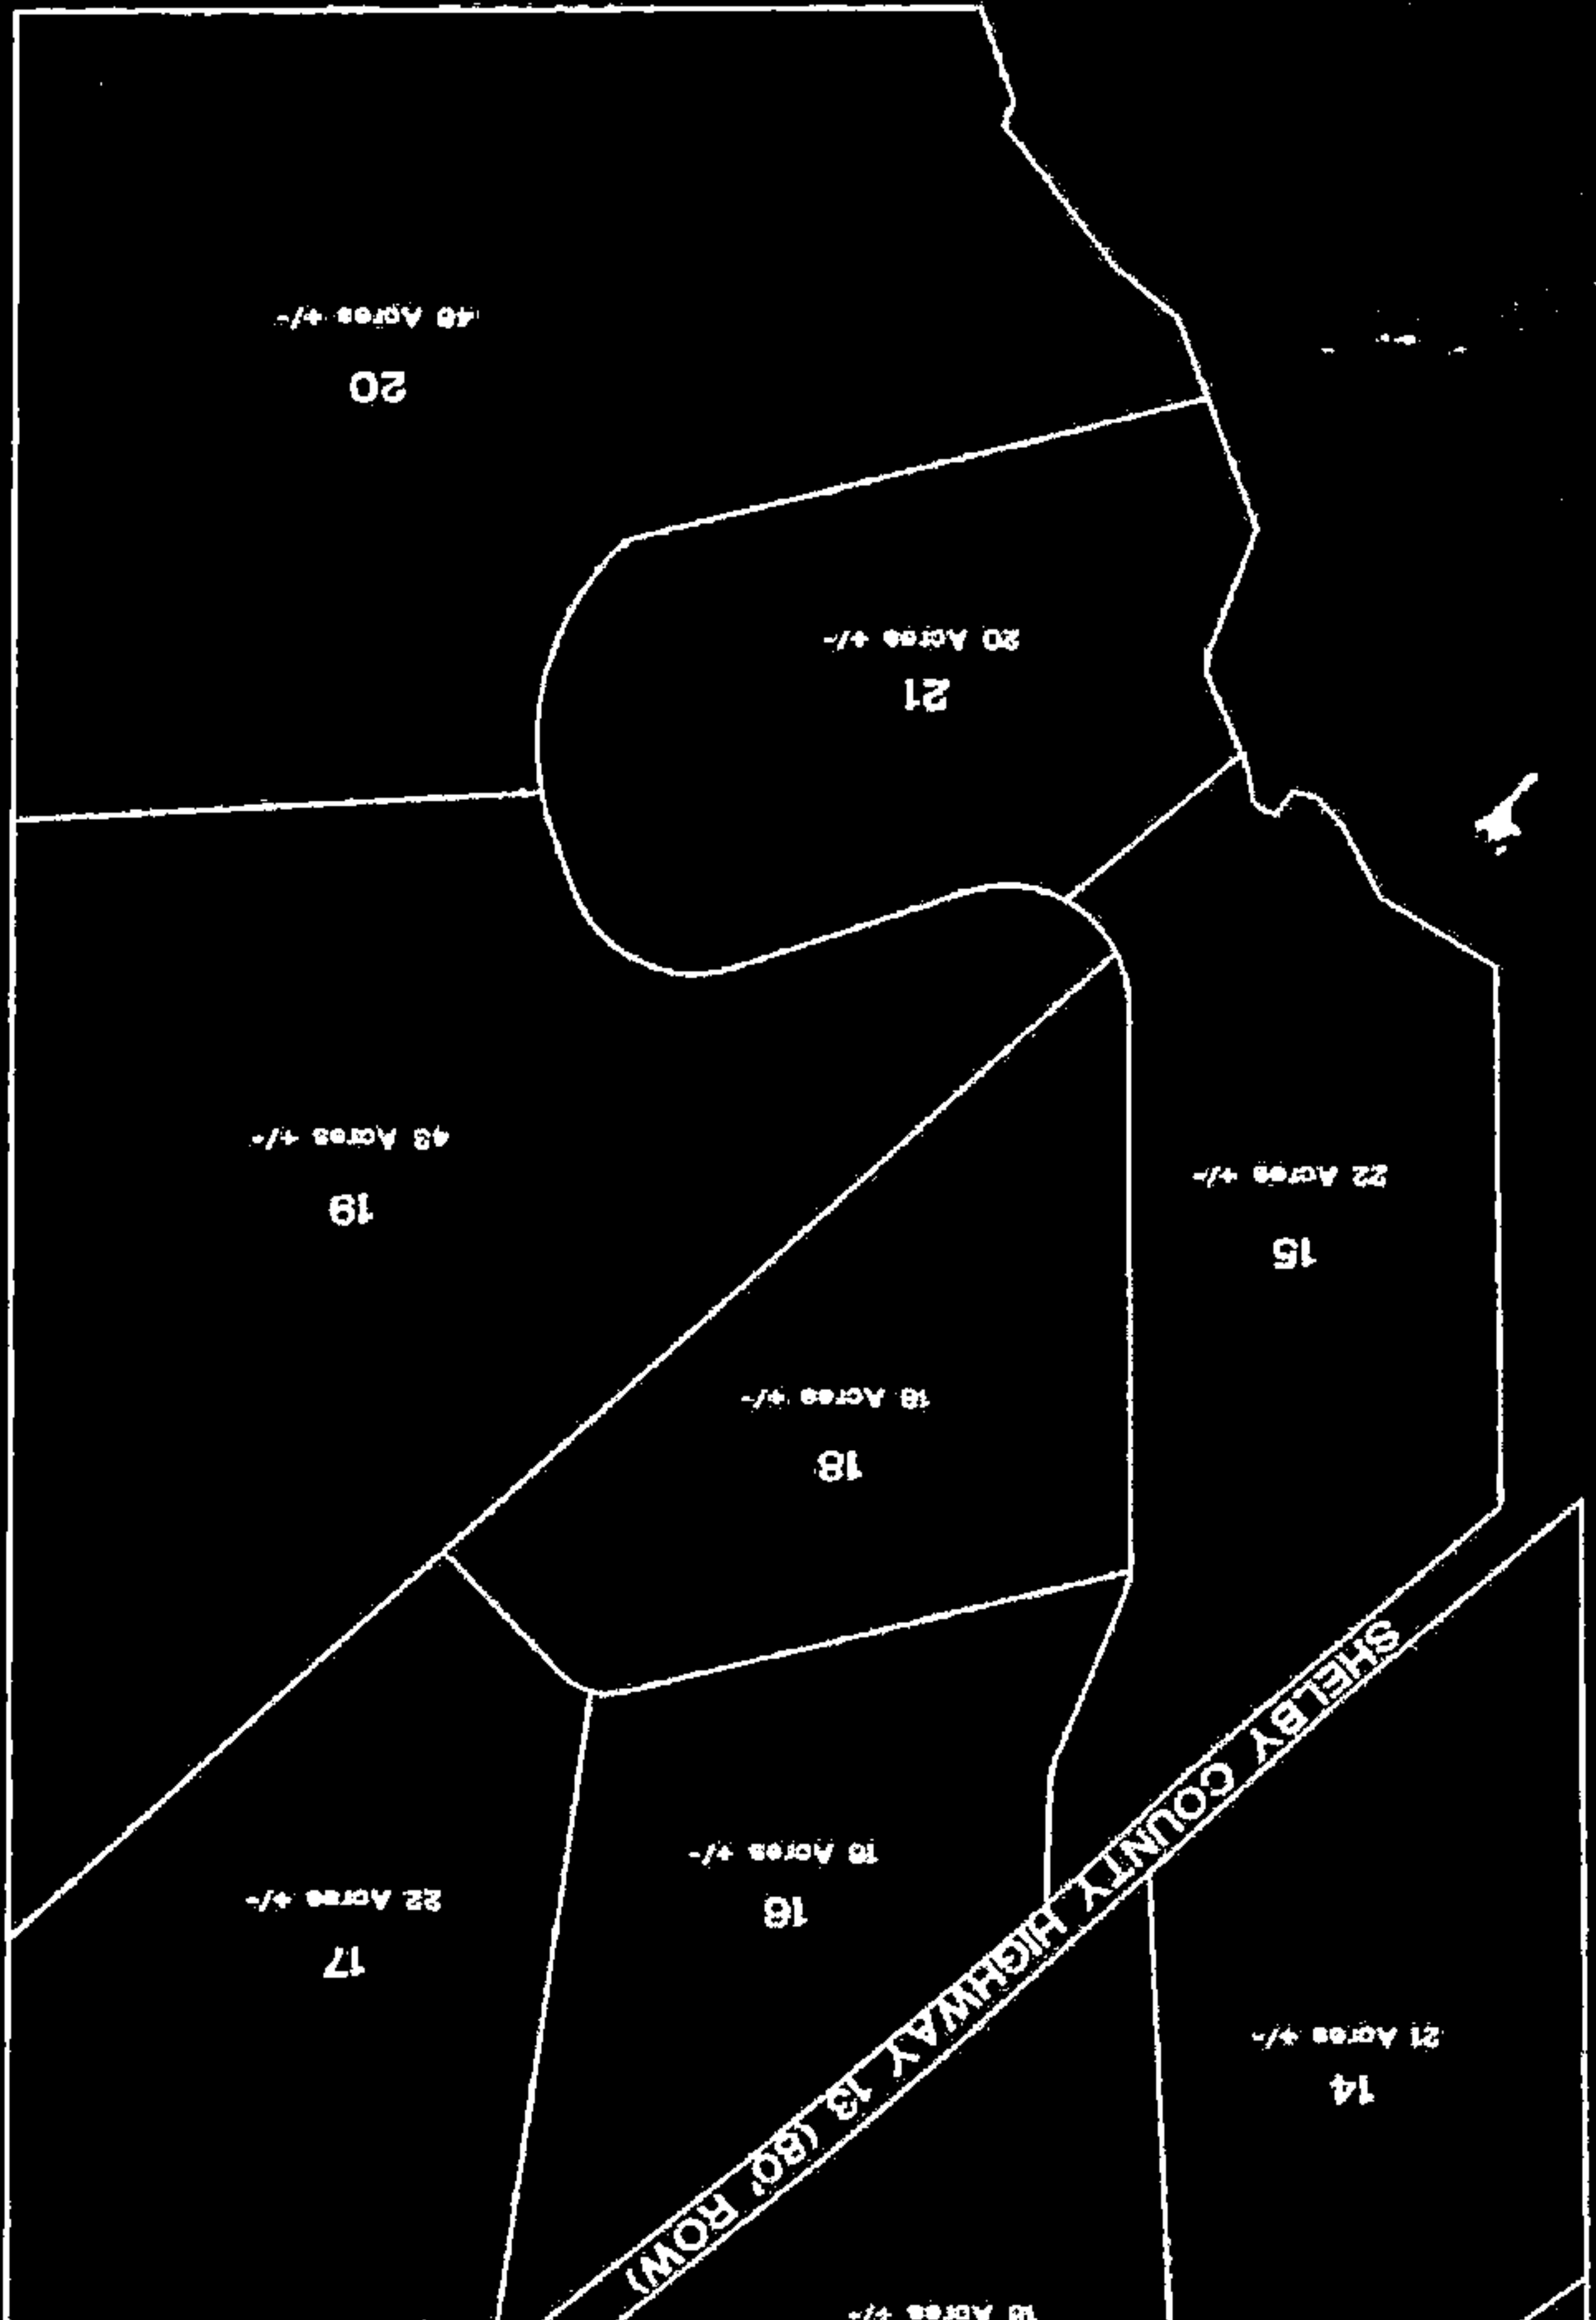 SHELBY COUNTY HIGHWAY 13 (80' ROW)
14
21 Acres +/-
17
22 Acres +/-
16
16 Acres +/-
18
18 Acres +/-
15
22 Acres +/-
19
43 Acres +/-
21
20 Acres +/-
20
Acres +/-